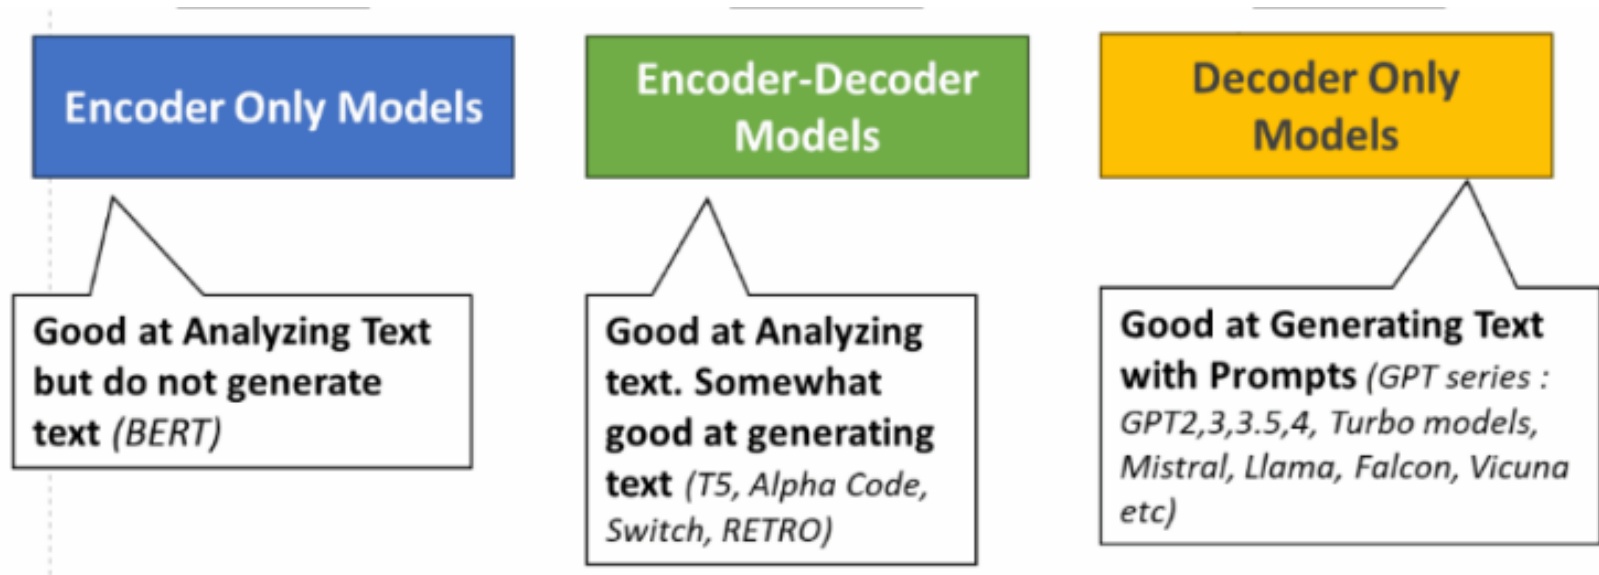 Encoder Only Models
Encoder-Decoder
Models
Decoder Only
Models
Good at Analyzing Text
but do not generate
text (BERT)
Good at Analyzing
text. Somewhat
good at generating
text (T5, Alpha Code,
Switch, RETRO)
Good at Generating Text
with Prompts (GPT series :
GPT2,3,3.5,4, Turbo models,
Mistral, Llama, Falcon, Vicuna
etc)